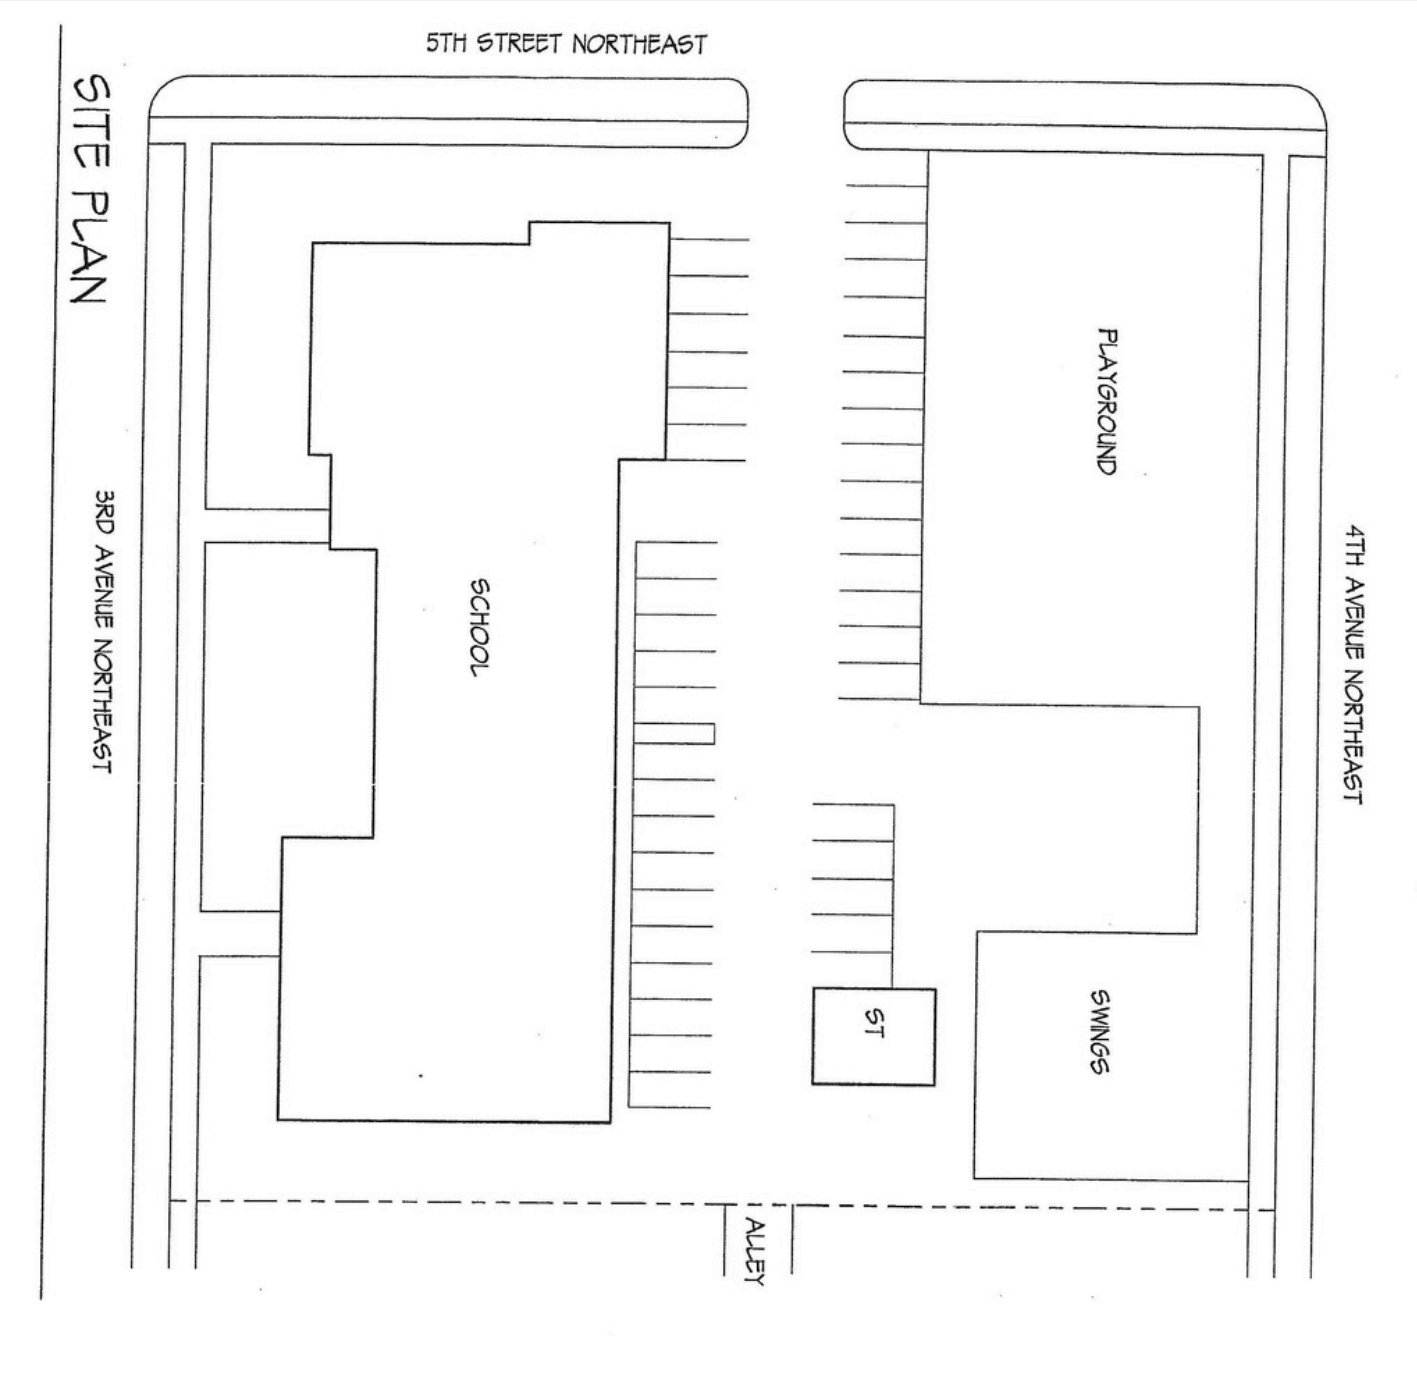 5TH STREET NORTHEAST
SITE PLAN
3RD AVENUE NORTHEAST
SCHOOL
PLAYGROUND
4TH AVENUE NORTHEAST
ST
SWINGS
ALLEY